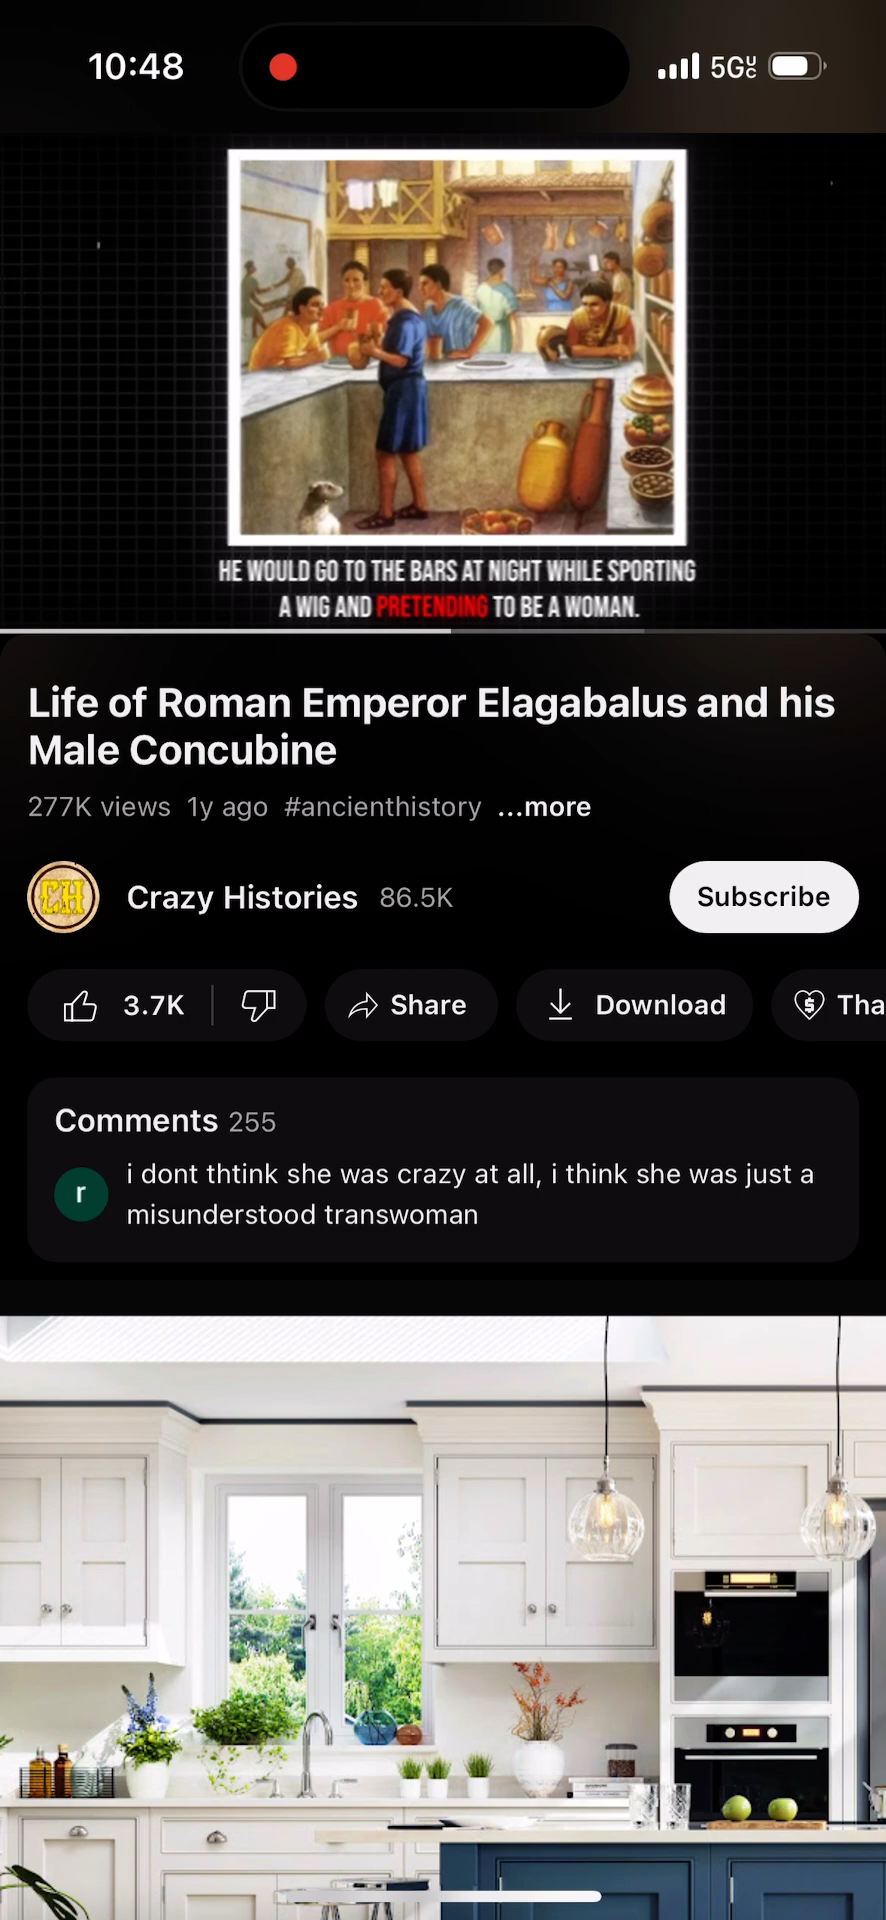 10:48
5GUC
HE WOULD GO TO THE BARS AT NIGHT WHILE SPORTING
A WIG AND PRETENDING TO BE A WOMAN.
Life of Roman Emperor Elagabalus and his
Male Concubine
277K views 1y ago #ancienthistory ...more
CH
Crazy Histories 86.5K
Subscribe
3.7K
Share
Download
Tha
Comments 255
r
i dont thtink she was crazy at all, i think she was just a
misunderstood transwoman